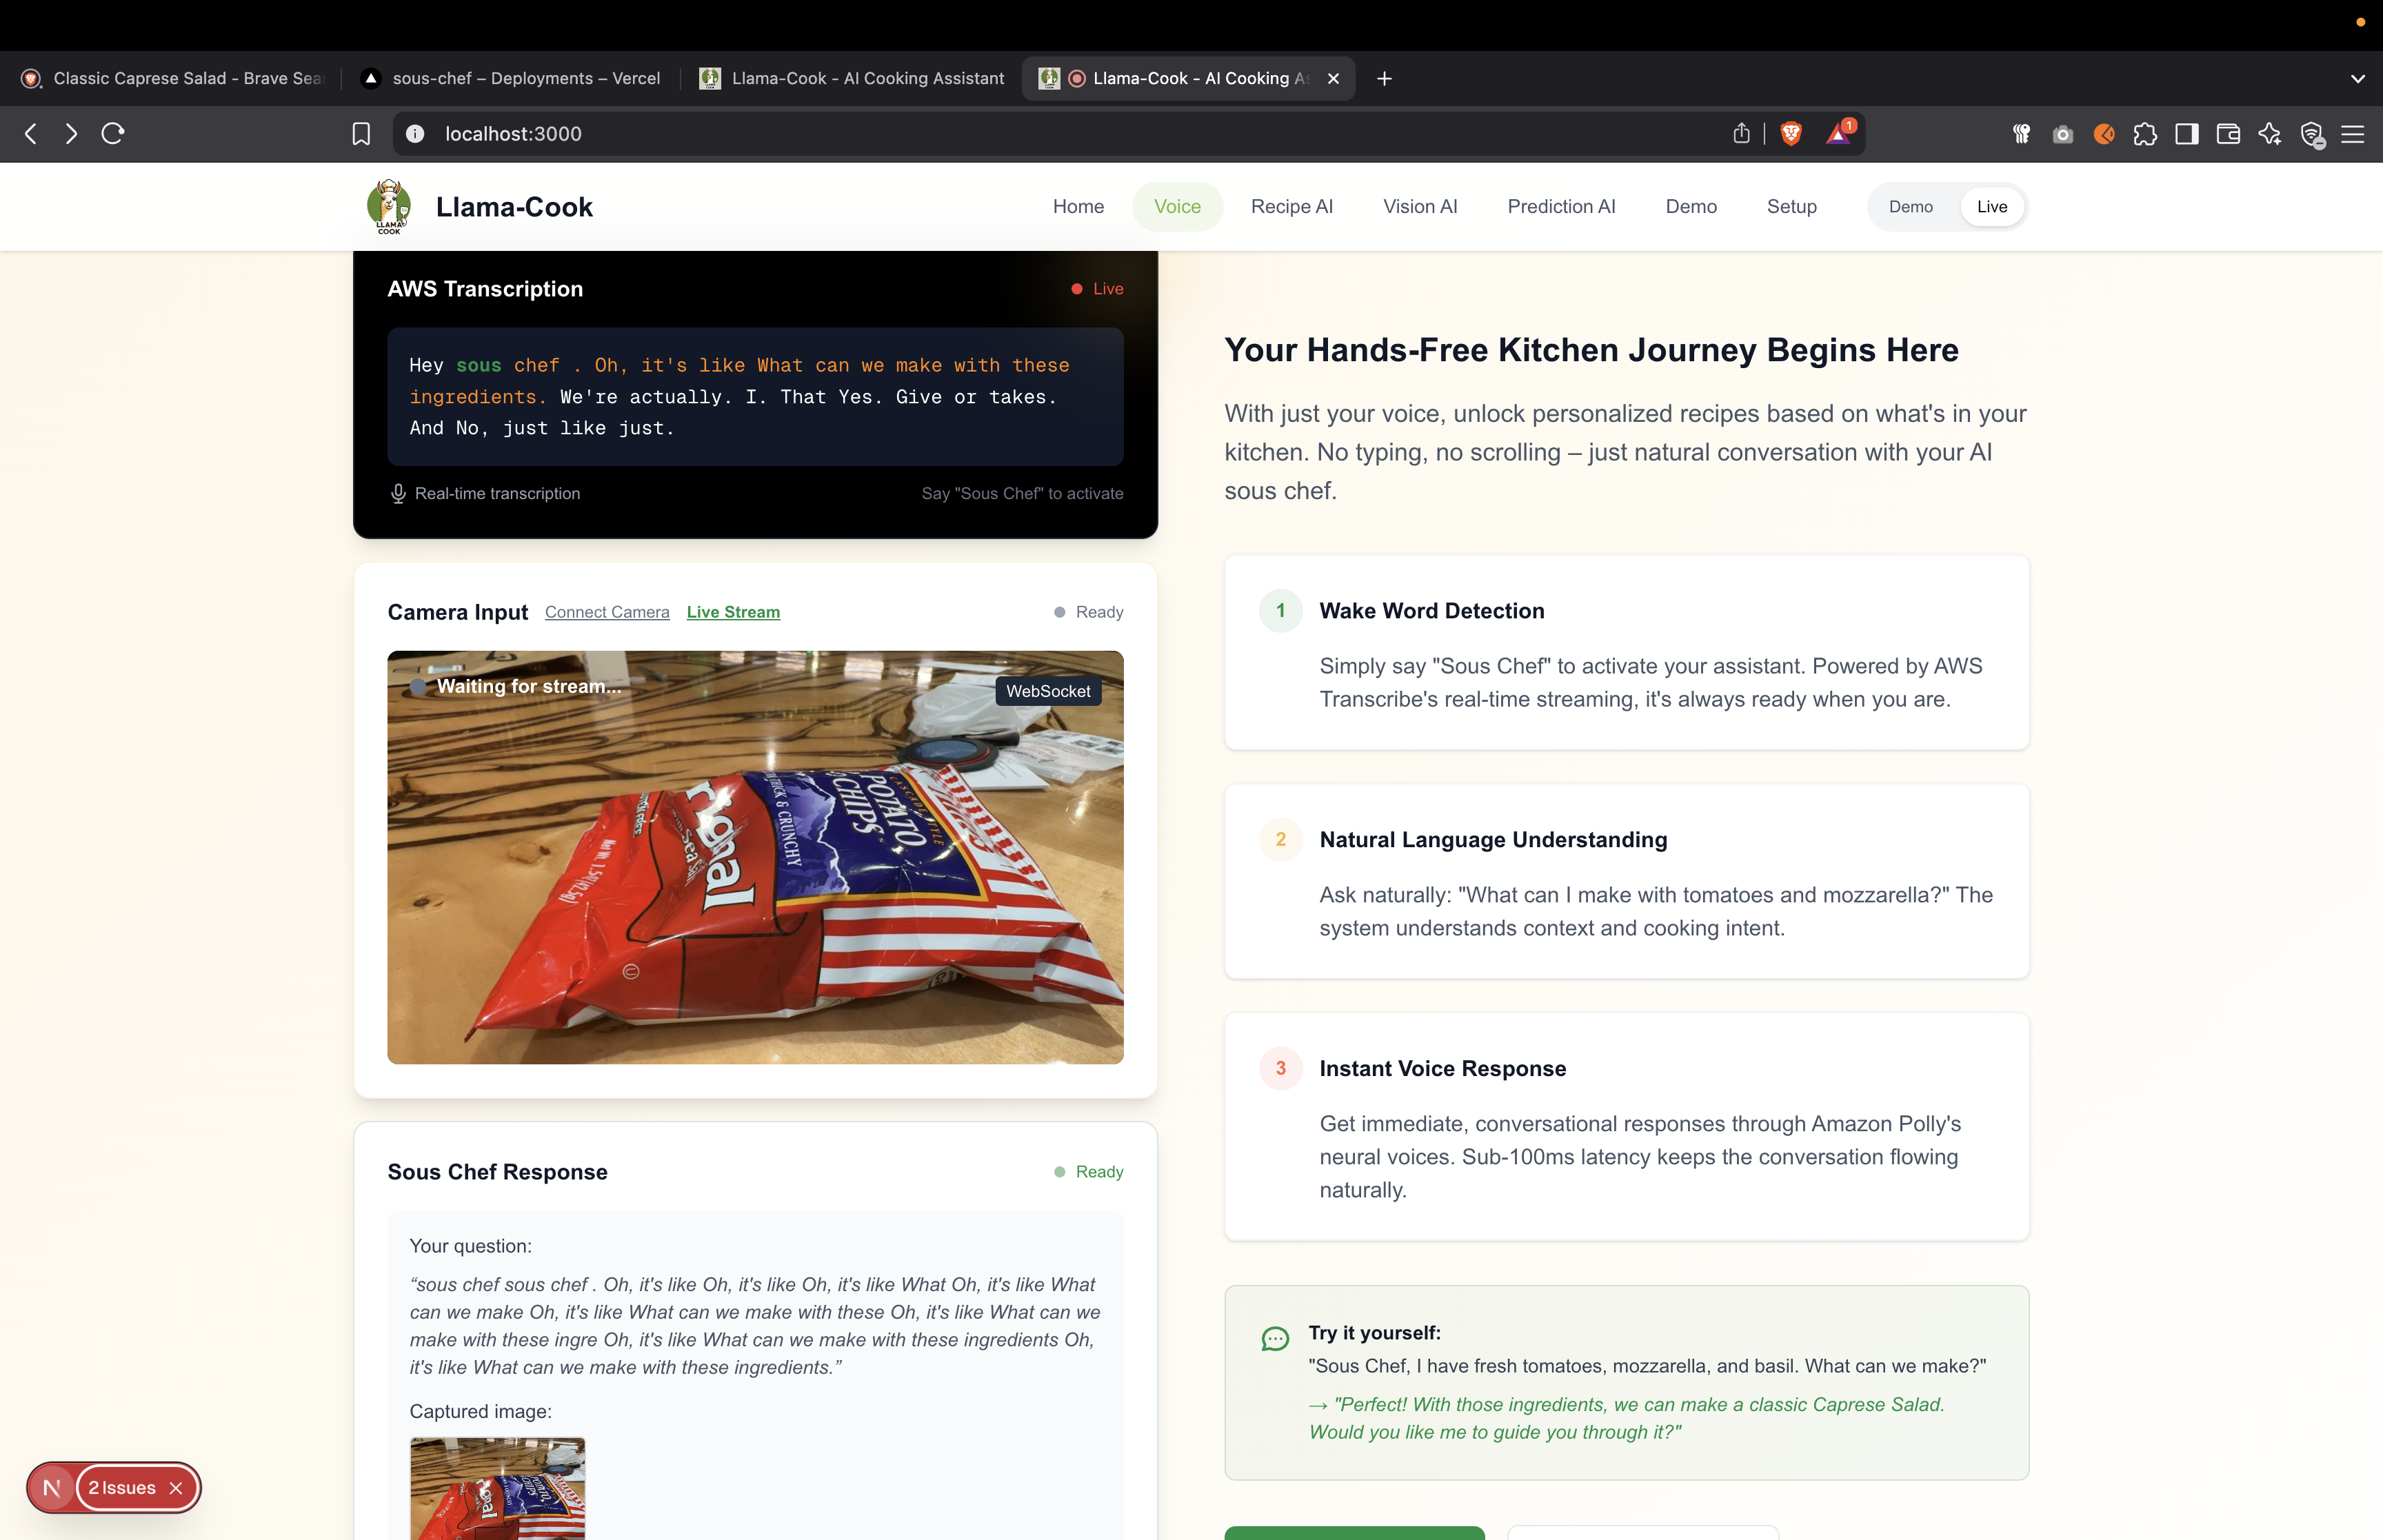 Classic Caprese Salad - Brave Sea
sous-chef – Deployments – Vercel
Llama-Cook - AI Cooking Assistant
Llama-Cook - AI Cooking As
localhost:3000
1
LLAMA
COOK
Llama-Cook
Home
Voice
Recipe AI
Vision AI
Prediction AI
Demo
Setup
Demo
Live
AWS Transcription
Live
Hey sous chef . Oh, it's like What can we make with these
ingredients. We're actually. I. That Yes. Give or takes.
And No, just like just.
Real-time transcription
Say "Sous Chef" to activate
Camera Input
Connect Camera
Live Stream
Ready
Waiting for stream...
WebSocket
POTATO
CHIPS
CASCADE STYLE
THICK & CRUNCHY
Sea Salt
Ready
Sous Chef Response
Your question:
“sous chef sous chef . Oh, it's like Oh, it's like Oh, it's like What Oh, it's like What
can we make Oh, it's like What can we make with these Oh, it's like What can we
make with these ingre Oh, it's like What can we make with these ingredients Oh,
it's like What can we make with these ingredients.”
Captured image:
N
2 Issues
Your Hands-Free Kitchen Journey Begins Here
With just your voice, unlock personalized recipes based on what's in your
kitchen. No typing, no scrolling – just natural conversation with your AI
sous chef.
1
Wake Word Detection
Simply say "Sous Chef" to activate your assistant. Powered by AWS
Transcribe's real-time streaming, it's always ready when you are.
2
Natural Language Understanding
Ask naturally: "What can I make with tomatoes and mozzarella?" The
system understands context and cooking intent.
3
Instant Voice Response
Get immediate, conversational responses through Amazon Polly's
neural voices. Sub-100ms latency keeps the conversation flowing
naturally.
Try it yourself:
"Sous Chef, I have fresh tomatoes, mozzarella, and basil. What can we make?"
→ "Perfect! With those ingredients, we can make a classic Caprese Salad.
Would you like me to guide you through it?"